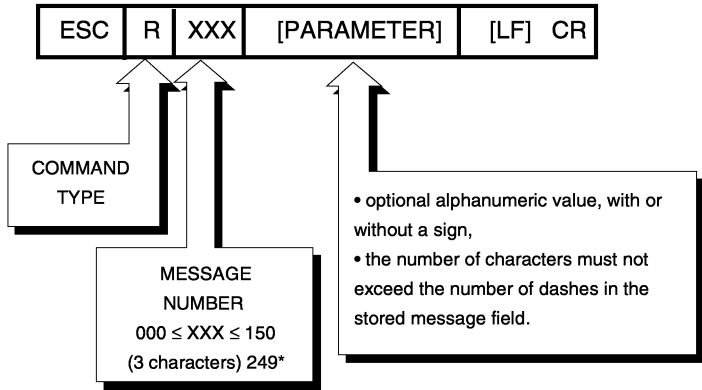 ESC R XXX [PARAMETER] [LF] CR
COMMAND
TYPE
MESSAGE
NUMBER
000 ≤ XXX ≤ 150
(3 characters) 249*
• optional alphanumeric value, with or
without a sign,
• the number of characters must not
exceed the number of dashes in the
stored message field.